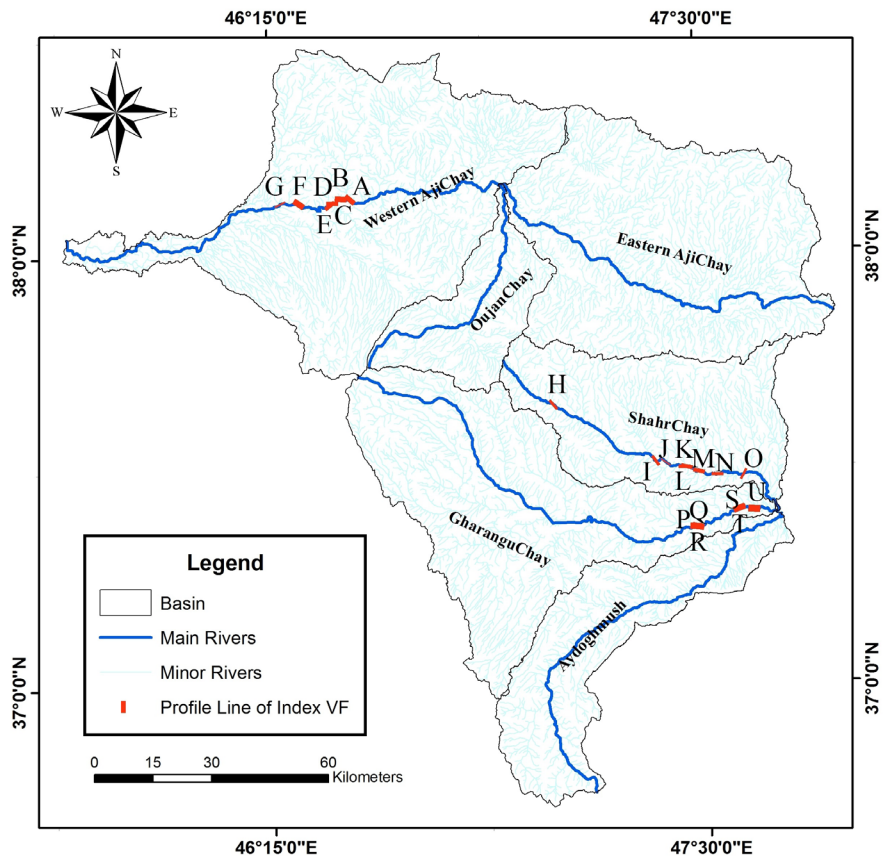 46°15'0"E 47°30'0"E
N
W E
S
38°0'0"N
38°0'0"N
G F D B A
E C
Western AjiChay
Eastern AjiChay
OujanChay
H
ShahrChay
I J K L M N O
GharanguChay
P Q R S T U
Aydoghmush
37°0'0"N
37°0'0"N
Legend
Basin
Main Rivers
Minor Rivers
Profile Line of Index VF
0 15 30 60
Kilometers
46°15'0"E 47°30'0"E